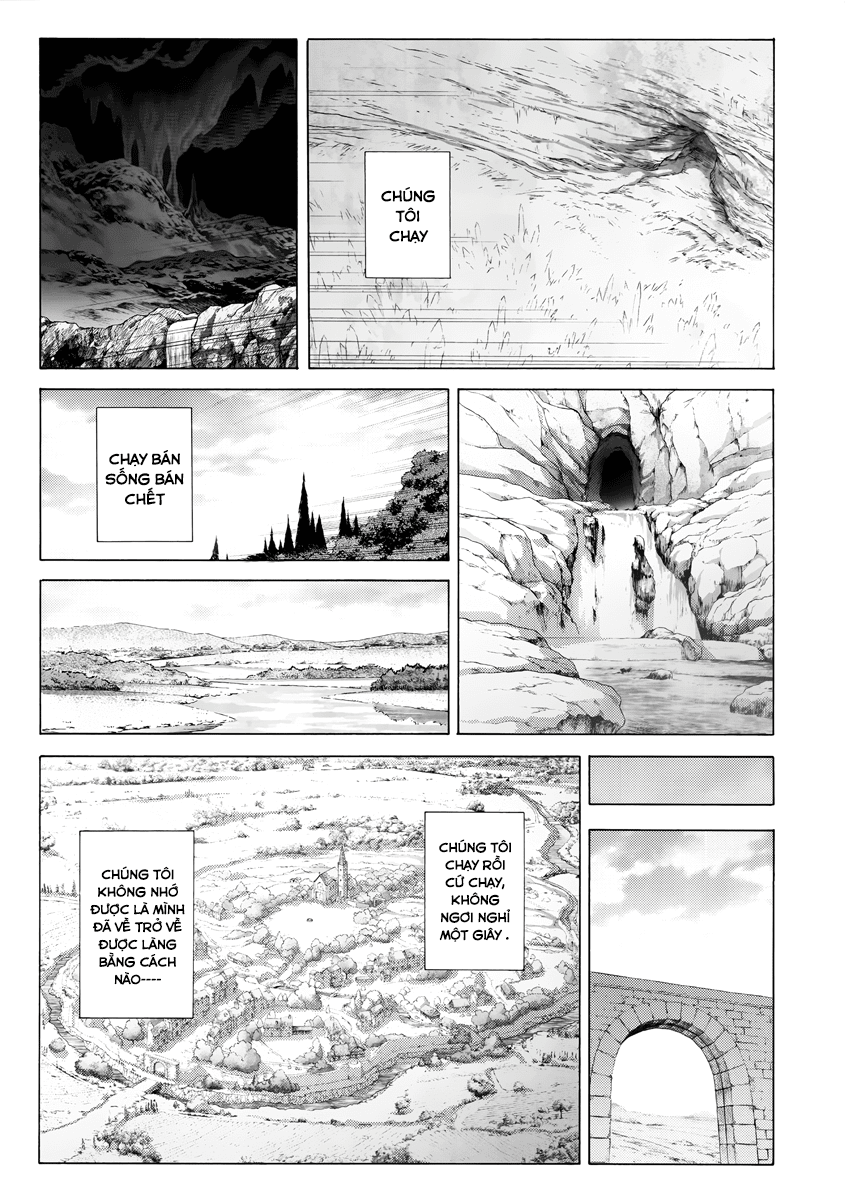 CHÚNG
TÔI
CHẠY
CHẠY BÁN
SỐNG BÁN
CHẾT
CHÚNG TÔI
CHẠY RỒI
CỨ CHẠY,
KHÔNG
NGƠI NGHỈ
MỘT GIÂY .
CHÚNG TÔI
KHÔNG NHỚ
ĐƯỢC LÀ MÌNH
ĐÃ VỀ TRỞ VỀ
ĐƯỢC LÀNG
BẰNG CÁCH
NÀO----